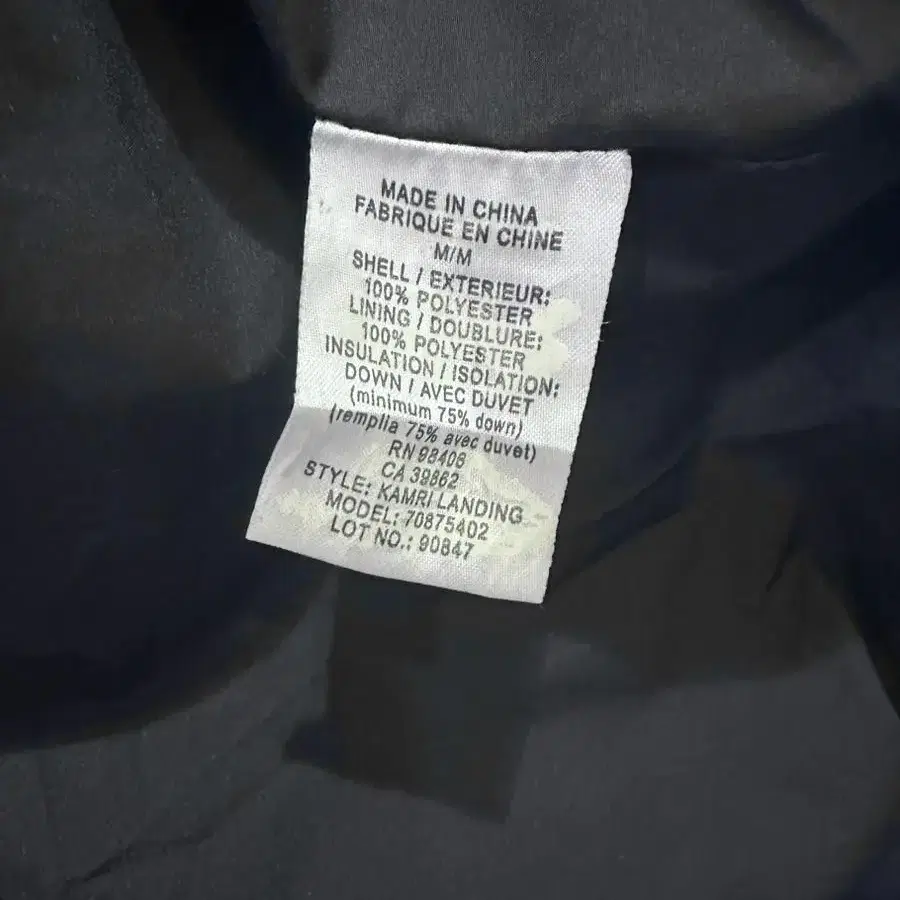 MADE IN CHINA
FABRIQUE EN CHINE
M/M
SHELL / EXTERIEUR:
100% POLYESTER
LINING / DOUBLURE:
100% POLYESTER
INSULATION / ISOLATION:
DOWN / AVEC DUVET
(minimum 75% down)
(remplia 75% avec duvet)
RN 98406
CA 39862
STYLE: KAMRI LANDING
MODEL: 70875402
LOT NO.: 90847